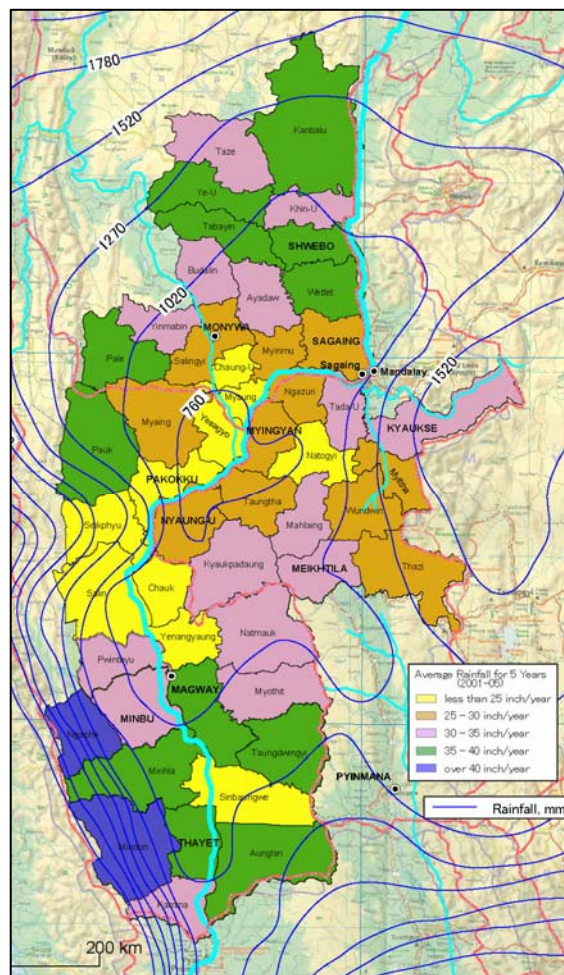 1780
1520
1270
1020
760
1520
Kanbalu
Taze
Ye-U
Khin-U
Tabayin
SHWEBO
Budalin
Ayadaw
Wetlet
Yinmabin
MONYWA
SAGAING
Pale
Salingyi
Myinmu
Chaung-U
Sagaing
Mandalay
Myaung
Ngazun
Tada-U
Myaing
Yesagyo
MYINGYAN
KYAUKSE
Pauk
Natogyi
Myittha
PAKOKKU
Taungtha
Wundwin
Seikphyu
NYAUNG-U
Mahlaing
Kyaukpadaung
MEIKHTILA
Thazi
Salin
Chauk
Yenangyaung
Natmauk
Pwintbyu
MAGWAY
Myothit
MINBU
Ngaphe
Taungdwingyi
Minhla
PYINMANA
Sinbaungwe
Mindon
THAYET
Aunglan
Kamma
Average Rainfall for 5 Years
(2001-05)
less than 25 inch/year
25 - 30 inch/year
30 - 35 inch/year
35 - 40 inch/year
over 40 inch/year
Rainfall, mm
200 km